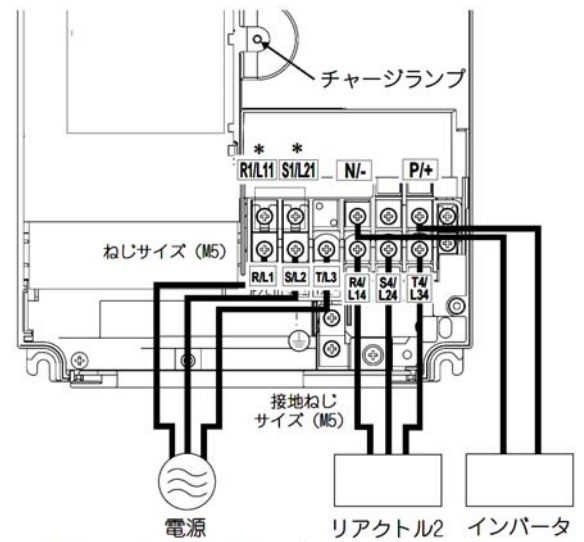 チャージランプ
* *
R1/L11 S1/L21 N/- P/+
ねじサイズ (M5)
R/L1 S/L2 T/L3 R4/ S4/ T4/
L14 L24 L34
接地ねじ
サイズ (M5)
電源 リアクトル2 インバータ